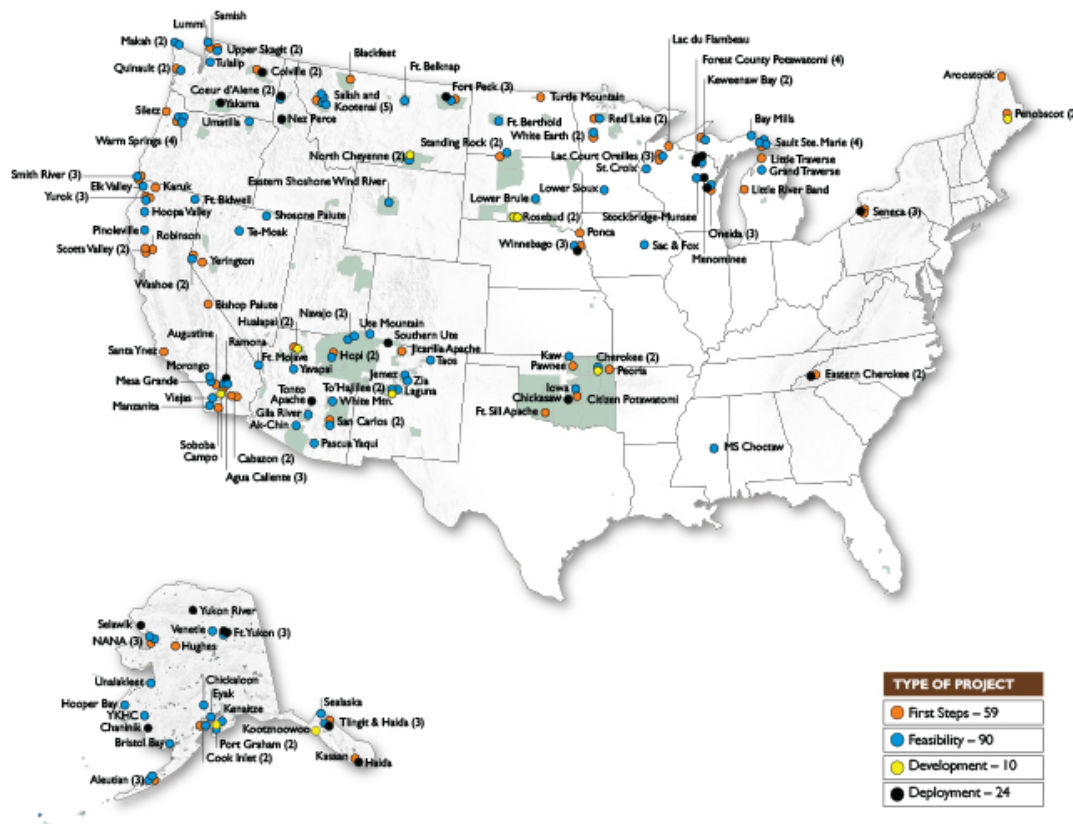 Samish
Lummi
Makah (2)
Upper Skagit (2)
Tulalip
Quinault (2)
Colville (2)
Blackfeet
Ft. Belknap
Coeur d'Alene (2)
Yakama
Salish and
Kootenai (5)
Fort Peck (3)
Siletz
Nez Perce
Umatilla
Warm Springs (4)
Turtle Mountain
Ft. Berthold
Red Lake (2)
White Earth (2)
Standing Rock (2)
North Cheyenne (2)
Lac du Flambeau
Forest County Potawatomi (4)
Keweenaw Bay (2)
Bay Mills
Sault Ste. Marie (4)
Lac Court Oreilles (3)
St. Croix
Little Traverse
Grand Traverse
Little River Band
Aroostook
Penobscot (2
Smith River (3)
Elk Valley
Karuk
Yurok (3)
Ft. Bidwell
Hoopa Valley
Eastern Shoshone Wind River
Shosone Paiute
Lower Sioux
Lower Brule
Rosebud (2)
Stockbridge-Munsee
Oneida (3)
Menominee
Seneca (3)
Pinoleville
Robinson
Te-Moak
Scotts Valley (2)
Yerington
Washoe (2)
Ponca
Winnebago (3)
Sac & Fox
Bishop Paiute
Hualapai (2)
Navajo (2)
Ute Mountain
Southern Ute
Augustine
Ramona
Santa Ynez
Ft. Mojave
Hopi (2)
Jicarilla Apache
Taos
Morongo
Yavapai
Mesa Grande
Jemez
Zia
Tonto
Apache
To'Hajillee (2)
Laguna
Viejas
White Mtn.
Manzanita
Gila River
San Carlos (2)
Ak-Chin
Pascua Yaqui
Soboba
Campo
Cabazon (2)
Agua Caliente (3)
Kaw
Pawnee
Cherokee (2)
Peoria
Iowa
Chickasaw
Citizen Potawatomi
Ft. Sill Apache
Eastern Cherokee (2)
MS Choctaw
Yukon River
Selawik
Venetie
Ft. Yukon (3)
NANA (3)
Hughes
Unalakleet
Chickaloon
Eyak
Hooper Bay
Kenaitze
Sealaska
YKHC
Chaninik
Kootznoowoo
Tlingit & Haida (3)
Bristol Bay
Port Graham (2)
Cook Inlet (2)
Kasaan
Haida
Aleutian (3)
TYPE OF PROJECT
First Steps – 59
Feasibility – 90
Development – 10
Deployment – 24